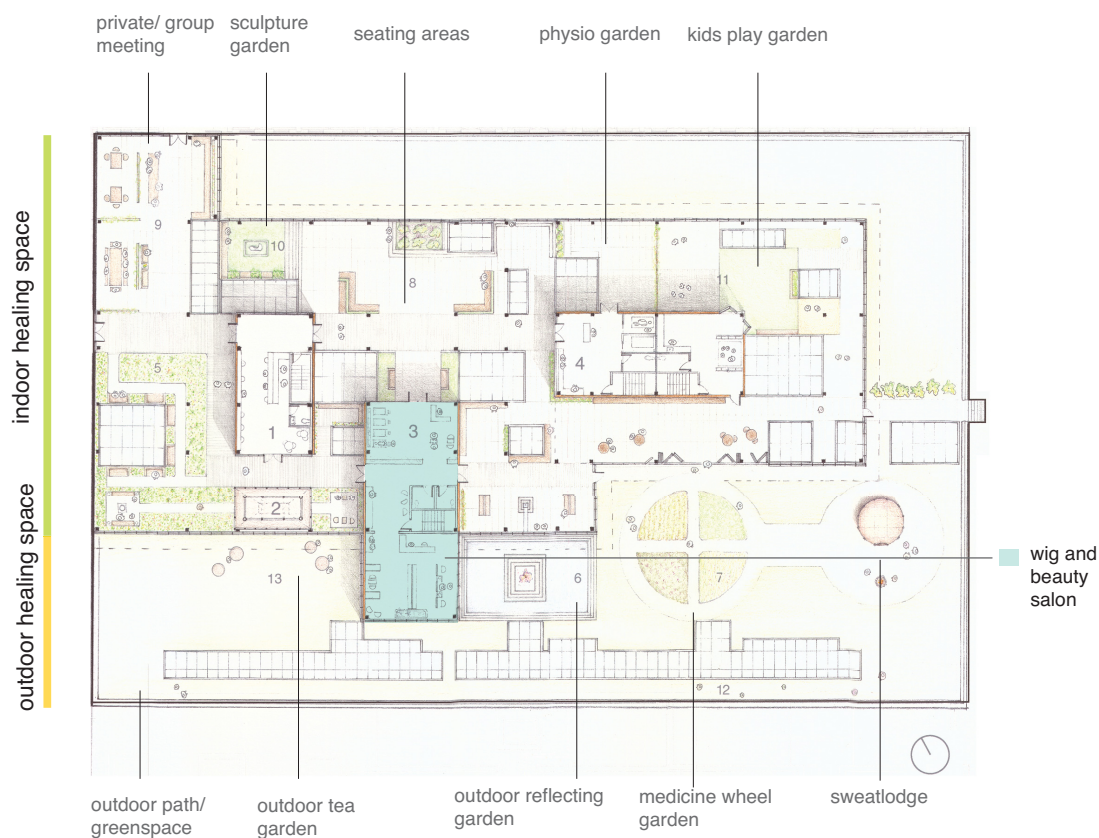 private/ group
meeting
sculpture
garden
seating areas
physio garden
kids play garden
indoor healing space
outdoor healing space
9
10
8
11
5
4
3
1
2
13
6
7
12
wig and
beauty
salon
outdoor path/
greenspace
outdoor tea
garden
outdoor reflecting
garden
medicine wheel
garden
sweatlodge